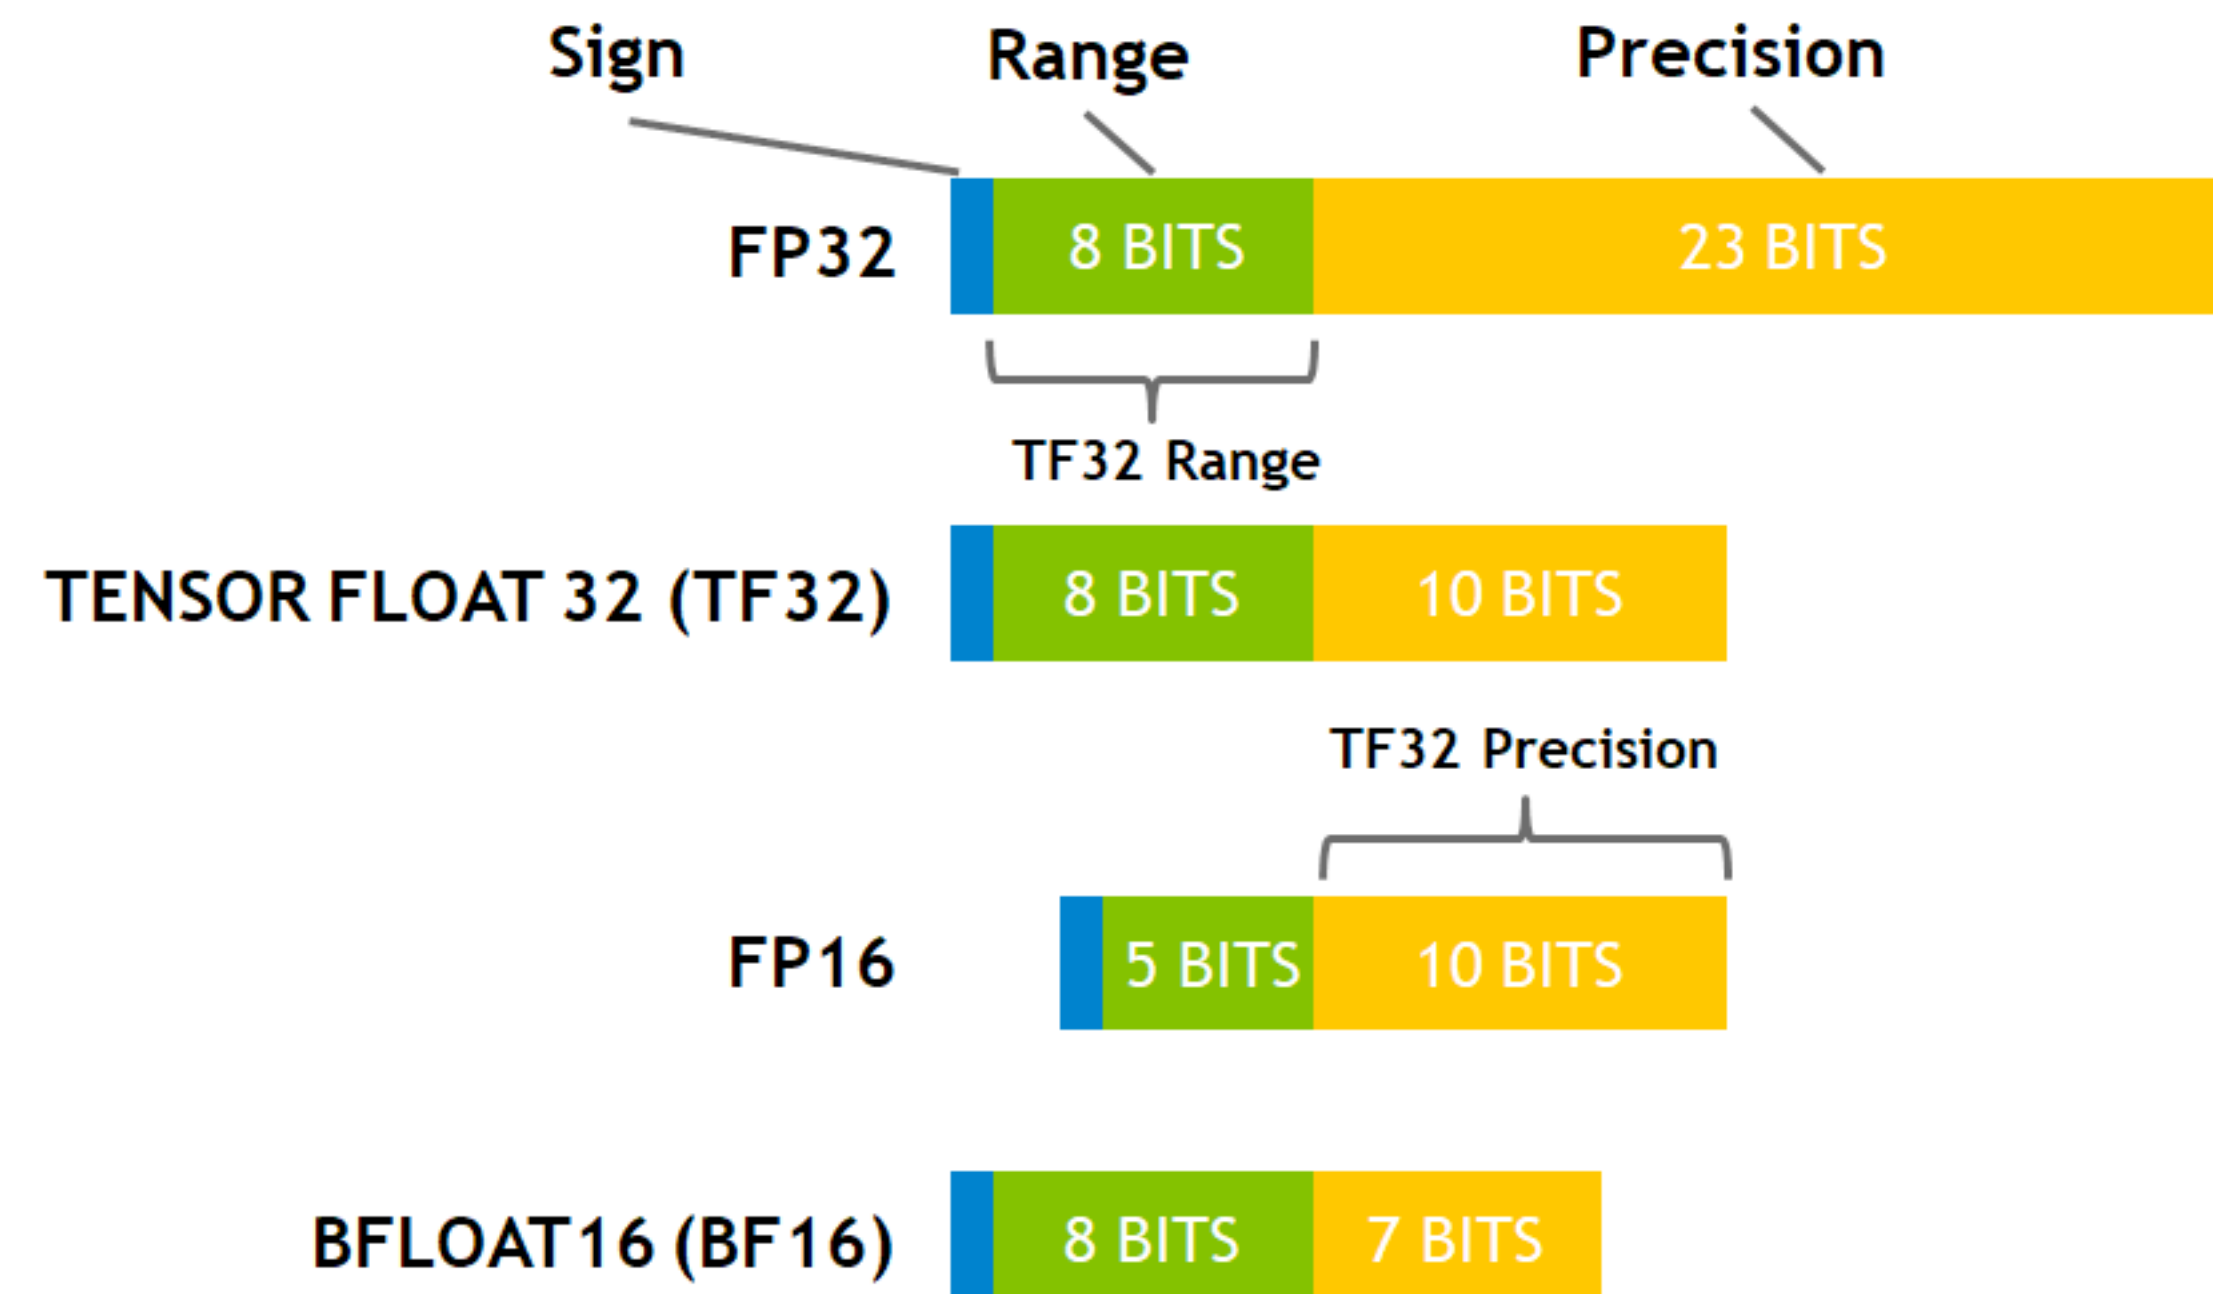 Sign
Range
Precision
FP32
8 BITS
23 BITS
TF32 Range
TENSOR FLOAT 32 (TF32)
8 BITS
10 BITS
TF32 Precision
FP16
5 BITS
10 BITS
BFLOAT16 (BF16)
8 BITS
7 BITS